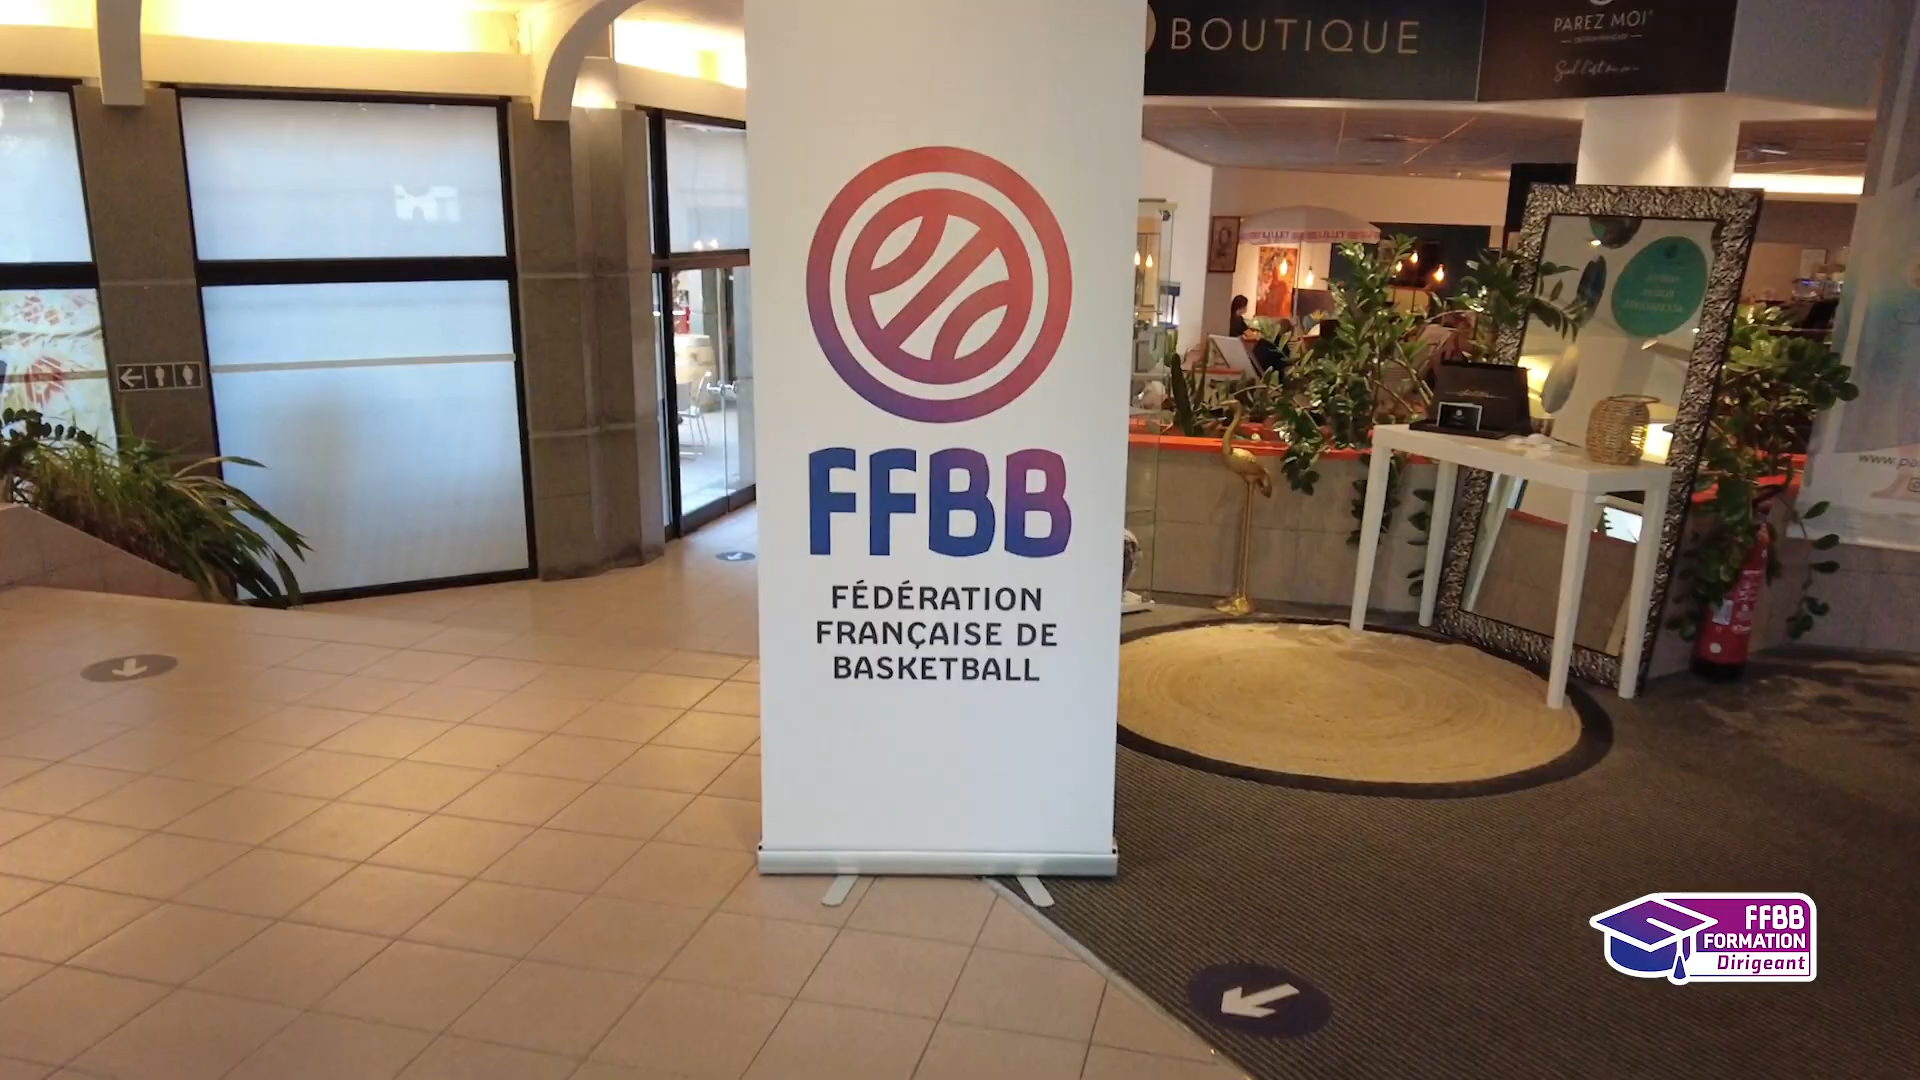 BOUTIQUE
PAREZ MOI
FFBB
FÉDÉRATION
FRANÇAISE DE
BASKETBALL
FFBB
FORMATION
Dirigeant